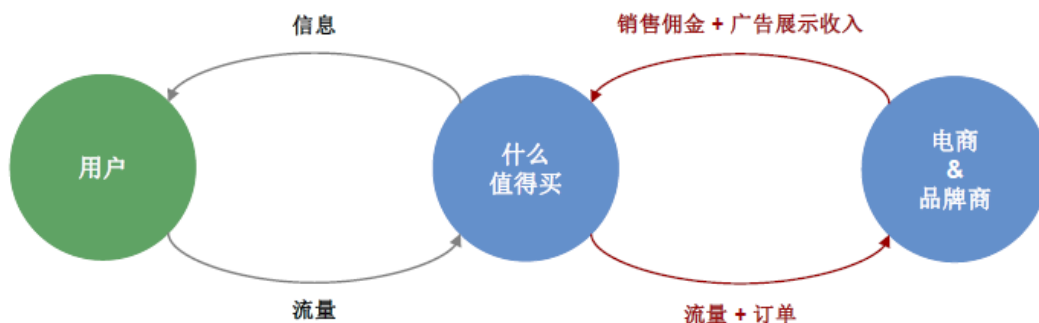 信息
销售佣金 + 广告展示收入
用户
什么
值得买
电商
&
品牌商
流量
流量 + 订单